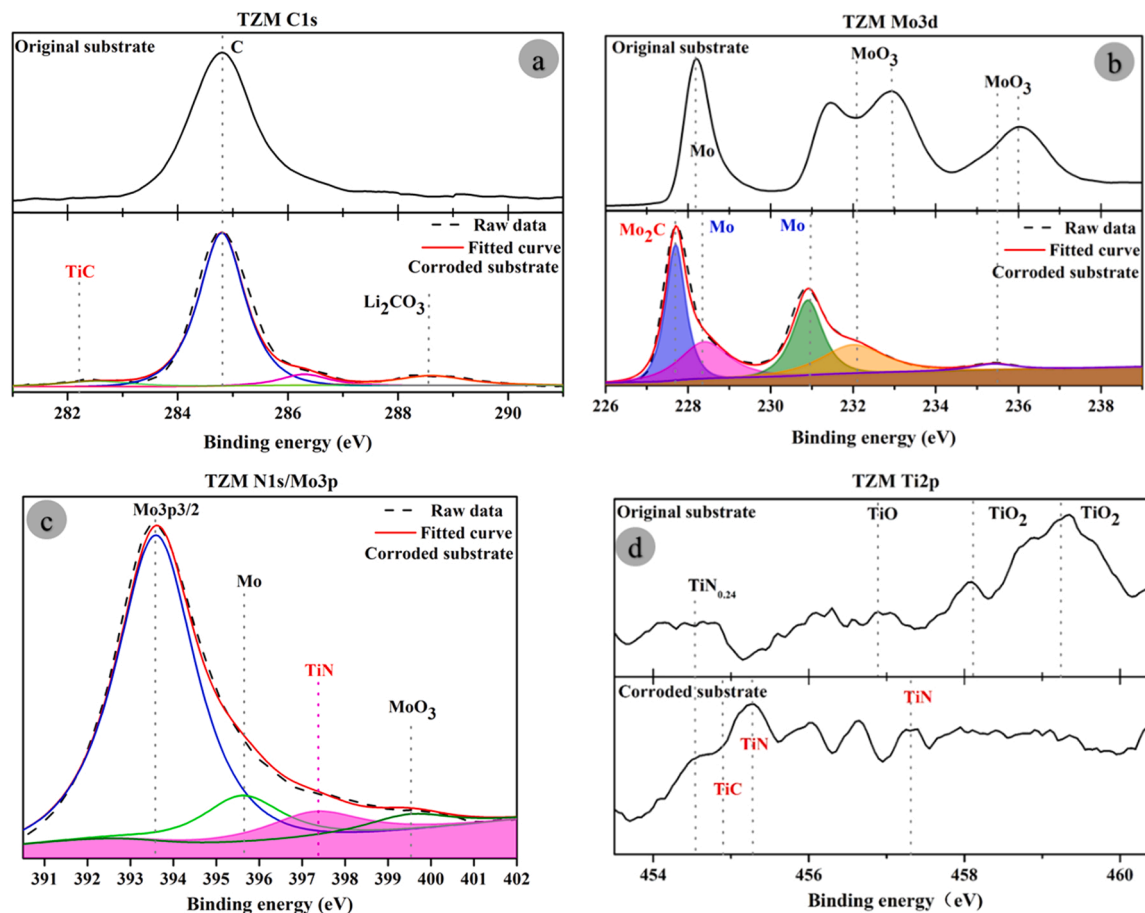 TZM C1s
Original substrate
C
a
Raw data
Fitted curve
Corroded substrate
TiC
Li2CO3
282 284 286 288 290
Binding energy (eV)
TZM Mo3d
Original substrate
MoO3
MoO3
b
Mo
Mo2C
Mo
Mo
Raw data
Fitted curve
Corroded substrate
226 228 230 232 234 236 238
Binding energy (eV)
TZM N1s/Mo3p
c
Mo3p3/2
Raw data
Fitted curve
Corroded substrate
Mo
TiN
MoO3
391 392 393 394 395 396 397 398 399 400 401 402
Binding energy (eV)
TZM Ti2p
Original substrate
TiO
TiO2
TiO2
d
TiN0.24
Corroded substrate
TiN
TiN
TiC
454 456 458 460
Binding energy（eV）